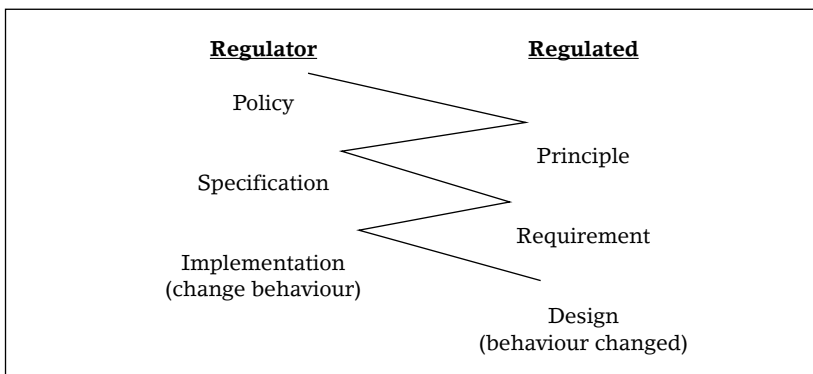 Regulator Regulated
Policy
Principle
Specification
Requirement
Implementation
(change behaviour)
Design
(behaviour changed)